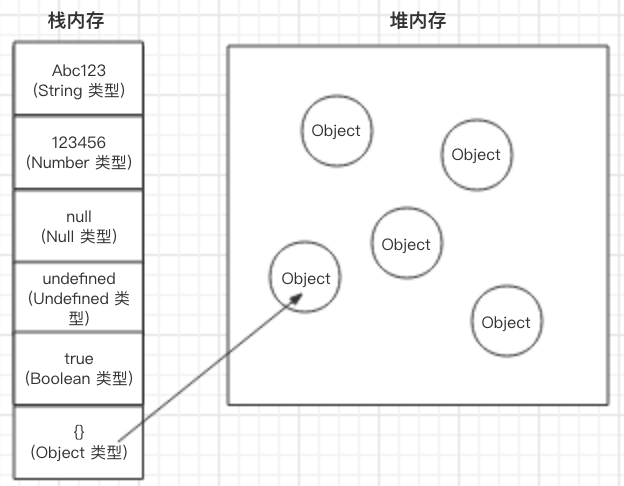 栈内存
堆内存
Abc123
(String 类型)
123456
(Number 类型)
null
(Null 类型)
undefined
(Undefined 类
型)
true
(Boolean 类型)
{}
(Object 类型)
Object
Object
Object
Object
Object